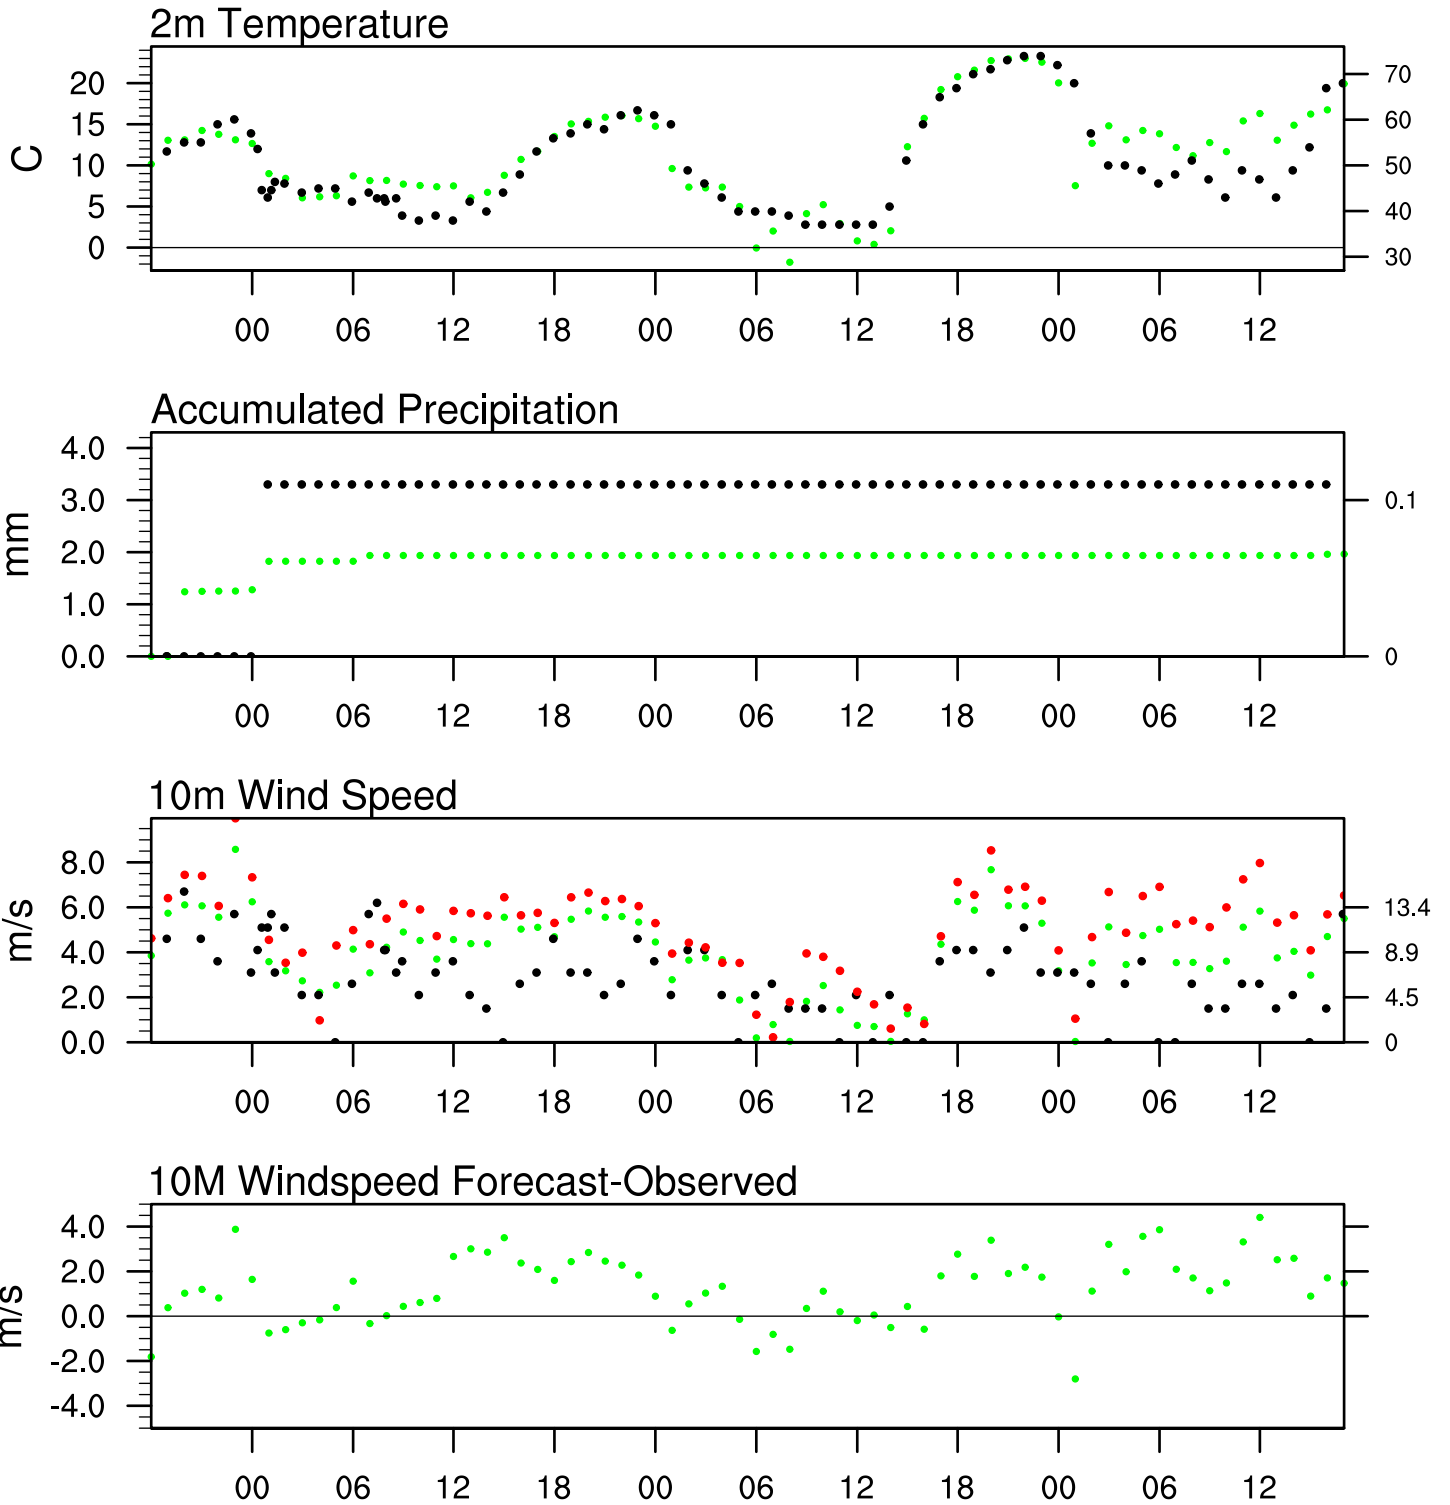 2m Temperature
20
15
10
5
0
C
70
60
50
40
30
00 06 12 18 00 06 12 18 00 06 12
Accumulated Precipitation
4.0
3.0
2.0
1.0
0.0
mm
0.1
0
00 06 12 18 00 06 12 18 00 06 12
10m Wind Speed
8.0
6.0
4.0
2.0
0.0
m/s
13.4
8.9
4.5
0
00 06 12 18 00 06 12 18 00 06 12
10M Windspeed Forecast-Observed
4.0
2.0
0.0
-2.0
-4.0
m/s
00 06 12 18 00 06 12 18 00 06 12